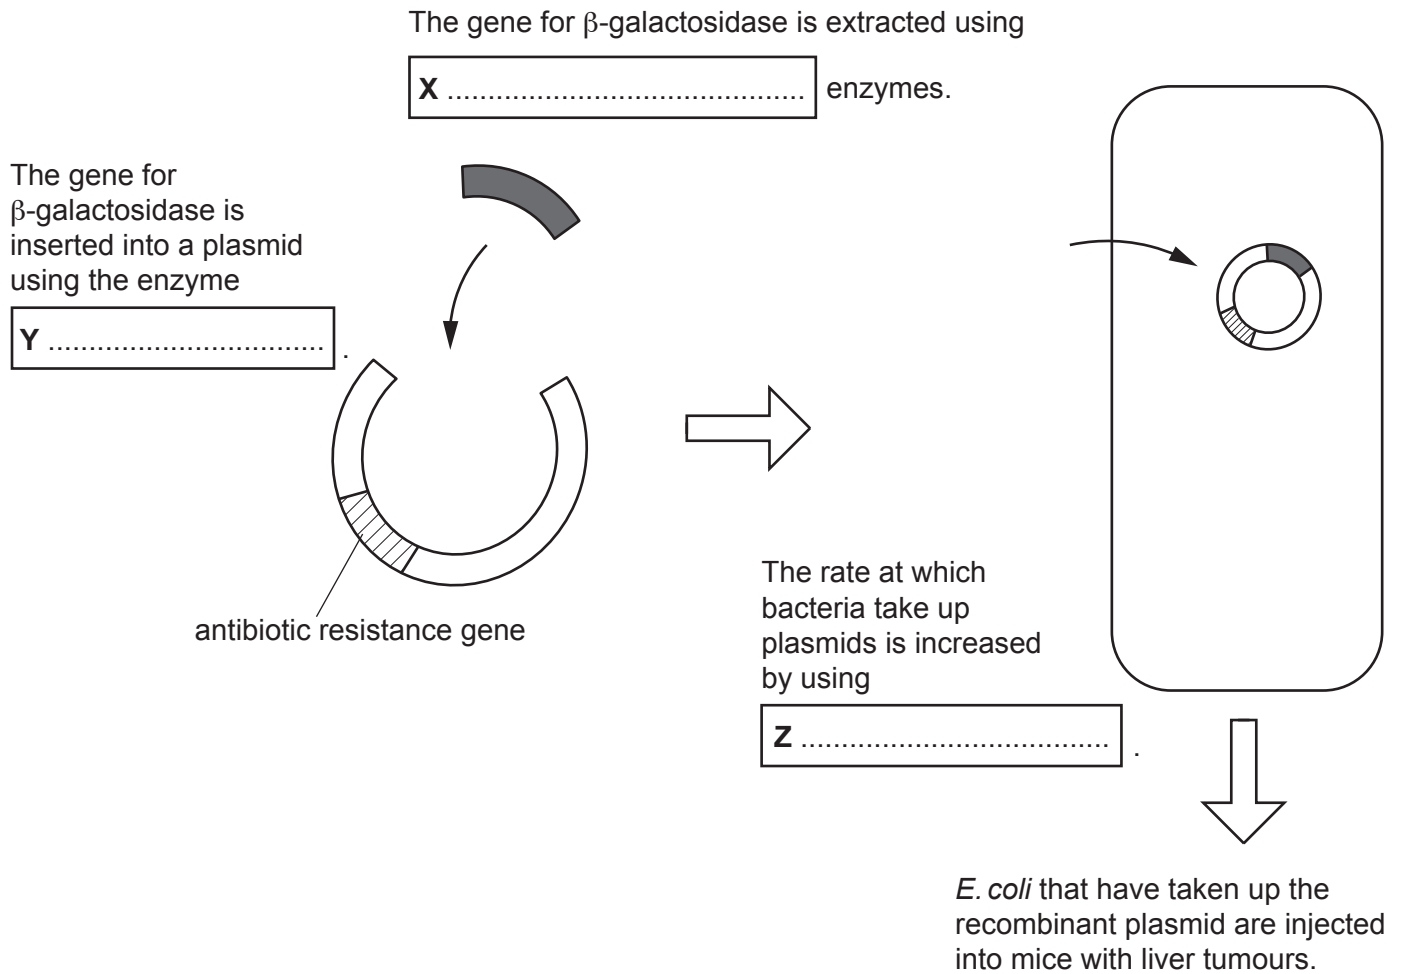 The gene for β-galactosidase is extracted using
X ............................................ enzymes.
The gene for
β-galactosidase is
inserted into a plasmid
using the enzyme
Y .................................. .
antibiotic resistance gene
The rate at which
bacteria take up
plasmids is increased
by using
Z ...................................... .
E. coli that have taken up the
recombinant plasmid are injected
into mice with liver tumours.